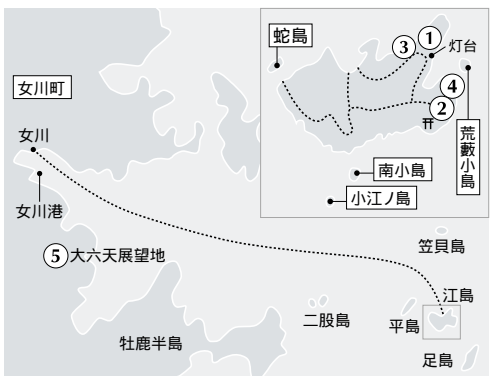 女川町
女川
女川港
⑤大六天展望地
牡鹿半島
二股島
平島
笠貝島
江島
足島
蛇島
③
①
灯台
④
②
荒藪小島
南小島
小江ノ島